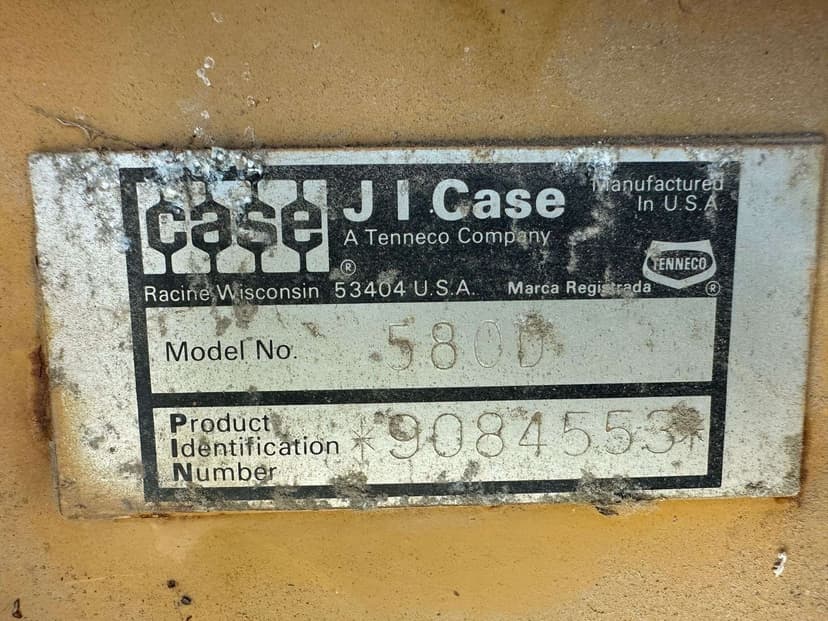 case
J I Case
Manufactured
In U.S.A
A Tenneco Company
®
TENNECO
®
Racine Wisconsin 53404 U.S.A.
Marca Registrada
Model No. 580D
Product
Identification
Number
*9084553*